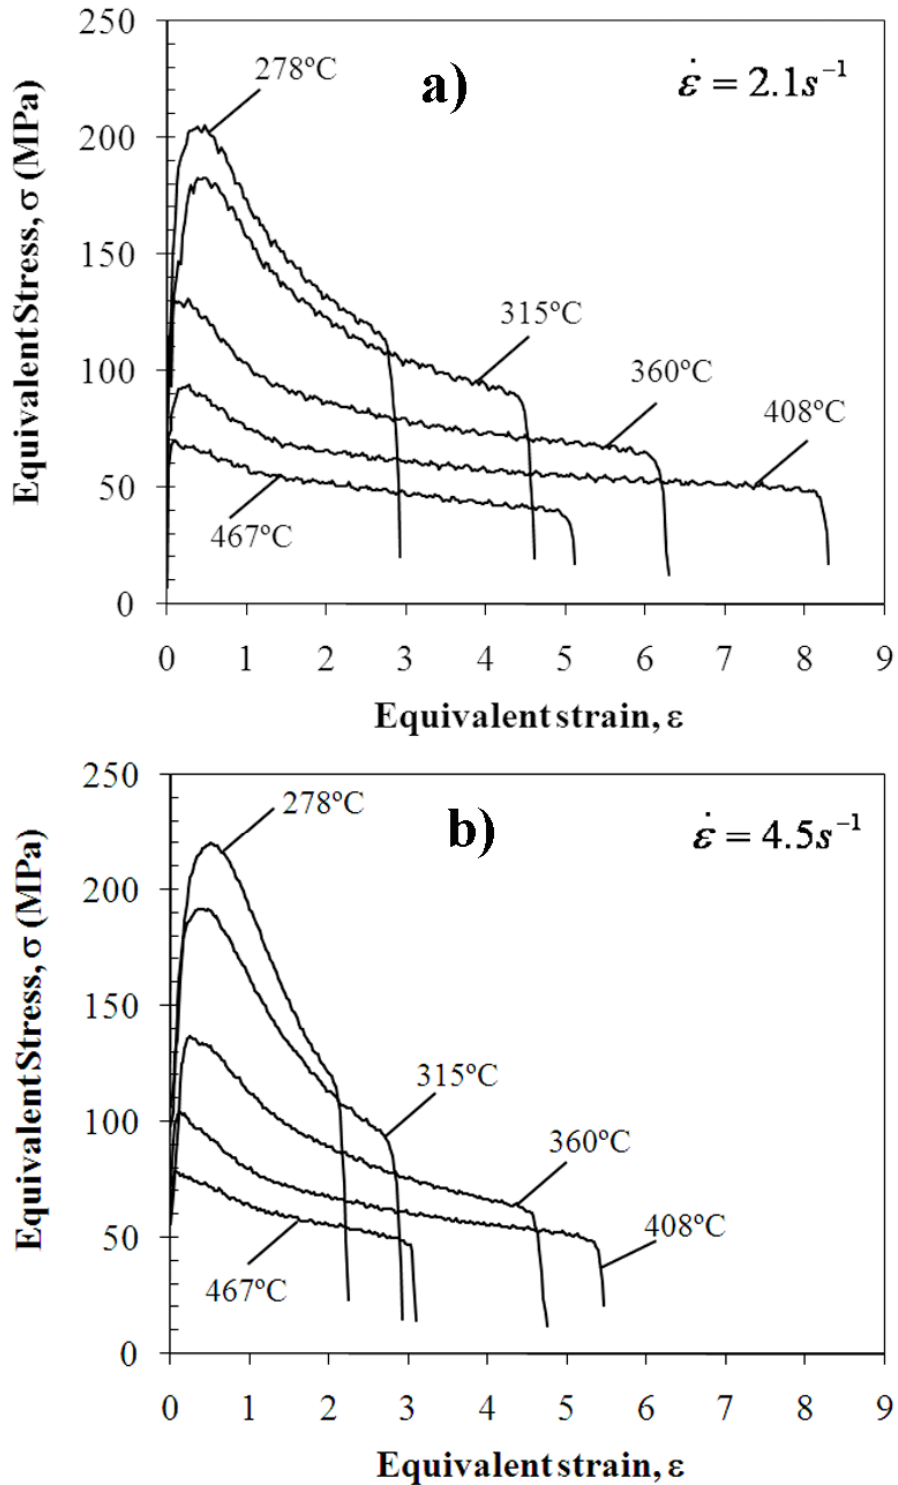 250
278ºC
a)
ε̇ = 2.1s⁻¹
200
150
315ºC
360ºC
100
408ºC
50
467ºC
0
0 1 2 3 4 5 6 7 8 9
Equivalent Stress, σ (MPa)
Equivalent strain, ε
250
278ºC
b)
ε̇ = 4.5s⁻¹
200
150
315ºC
100
360ºC
50
408ºC
467ºC
0
0 1 2 3 4 5 6 7 8 9
Equivalent Stress, σ (MPa)
Equivalent strain, ε